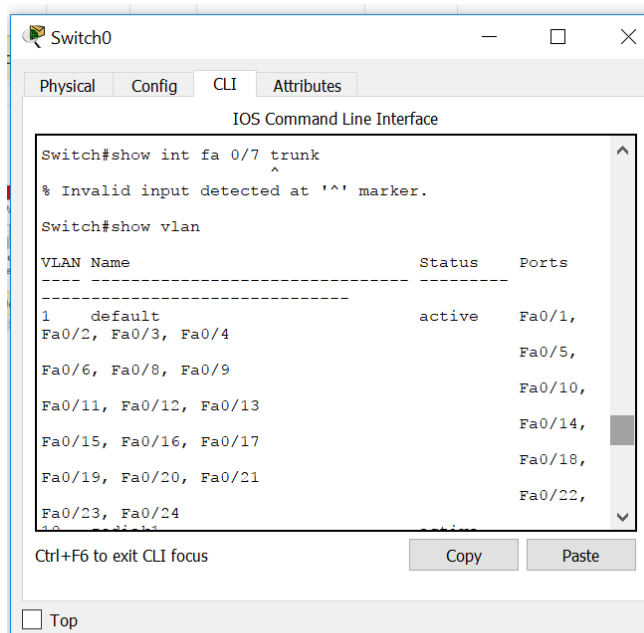 Switch0
Physical Config CLI Attributes
IOS Command Line Interface
Switch#show int fa 0/7 trunk
^
% Invalid input detected at '^' marker.
Switch#show vlan
VLAN Name Status Ports
---- -------------------------------- ---------
-------------------------------
1 default active Fa0/1,
Fa0/2, Fa0/3, Fa0/4
Fa0/5,
Fa0/6, Fa0/8, Fa0/9
Fa0/10,
Fa0/11, Fa0/12, Fa0/13
Fa0/14,
Fa0/15, Fa0/16, Fa0/17
Fa0/18,
Fa0/19, Fa0/20, Fa0/21
Fa0/22,
Fa0/23, Fa0/24
Ctrl+F6 to exit CLI focus
Copy Paste
Top